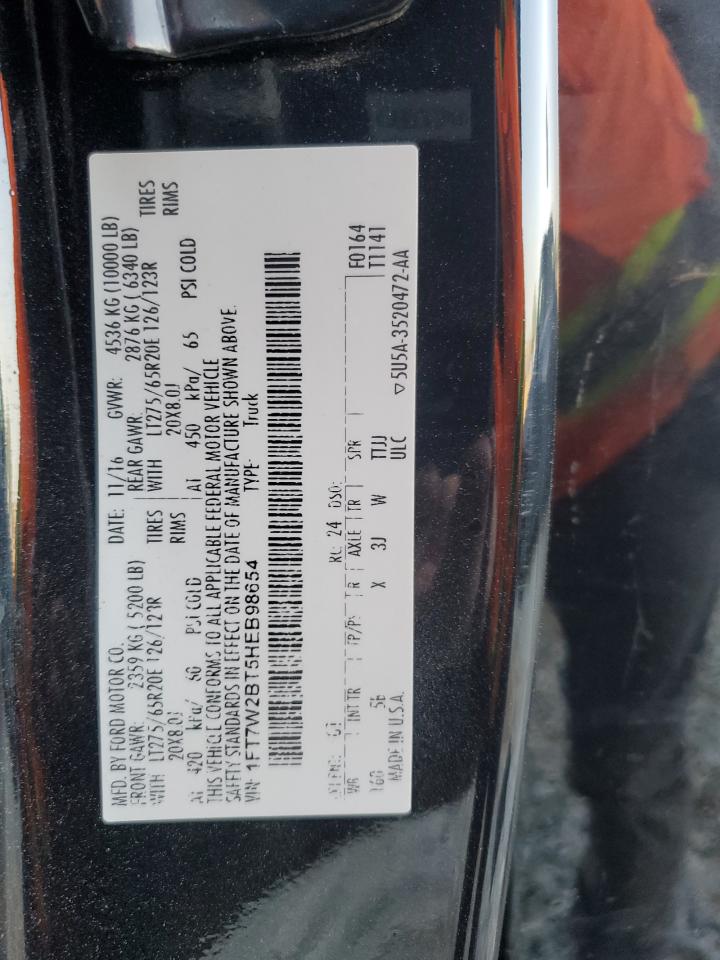 MFD. BY FORD MOTOR CO. DATE: 11/16 GVWR: 4536 KG (10000 LB)
FRONT GAWR: 2359 KG ( 5200 LB) REAR GAWR: 2876 KG ( 6340 LB)
WITH LT275/65R20E 126/123R TIRES WITH LT275/65R20E 126/123R TIRES
20X8.0J RIMS 20X8.0J RIMS
AT 420 kPa/ 60 PSI COLD AT 450 kPa/ 65 PSI COLD
THIS VEHICLE CONFORMS TO ALL APPLICABLE FEDERAL MOTOR VEHICLE
SAFETY STANDARDS IN EFFECT ON THE DATE OF MANUFACTURE SHOWN ABOVE.
VIN: 1FT7W2BT5HEB98654 TYPE: Truck
F0164
RC: 24 DSO: T1141
WB INT TR TP/PS R AXLE TR SPR
160 5B X 3J W TTJJ
MADE IN U.S.A. ULC ▽ 5U5A-3520472-AA